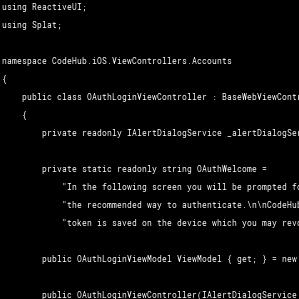 using ReactiveUI;
using Splat;
namespace CodeHub.iOS.ViewControllers.Accounts
{
public class OAuthLoginViewController : BaseWebViewContr
{
private readonly IAlertDialogService _alertDialogSer
private static readonly string OAuthWelcome =
"In the following screen you will be prompted fo
"the recommended way to authenticate.\n\nCodeHub
"token is saved on the device which you may revo
public OAuthLoginViewModel ViewModel { get; } = new
public OAuthLoginViewController(IAlertDialogService